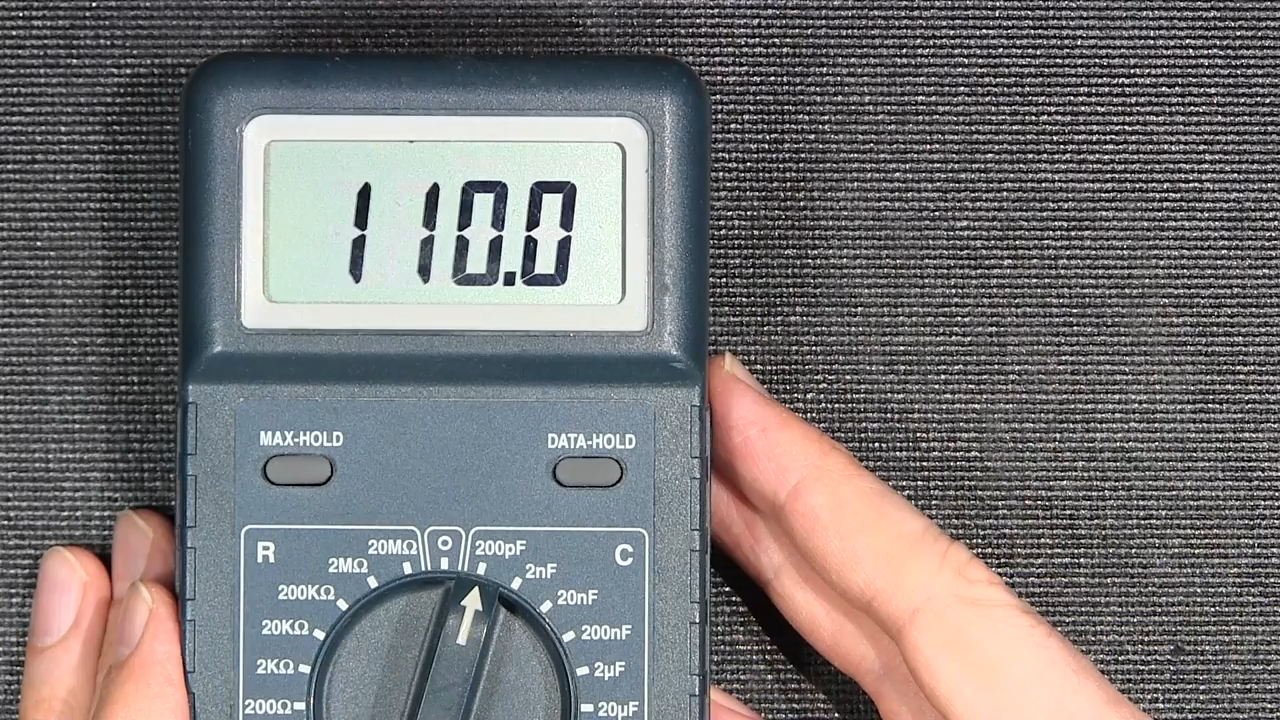 110.0
MAX-HOLD DATA-HOLD
R 20MΩ O 200pF C
2MΩ 2nF
200KΩ 20nF
20KΩ 200nF
2KΩ 2µF
200Ω 20µF